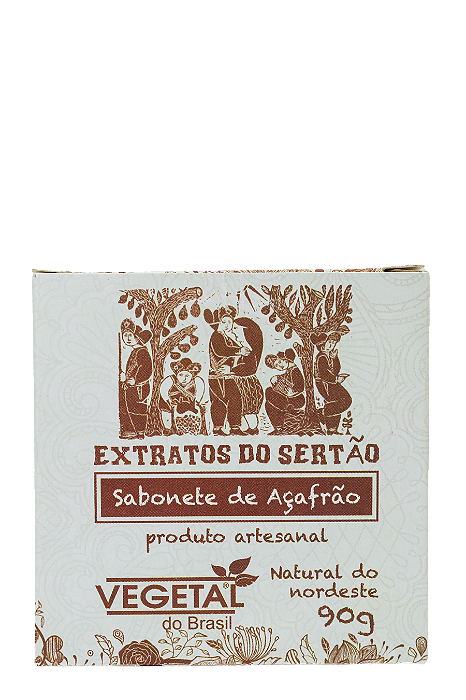 EXTRATOS DO SERTÃO
Sabonete de Açafrão
produto artesanal
VEGETAL®
do Brasil
Natural do
nordeste
90g